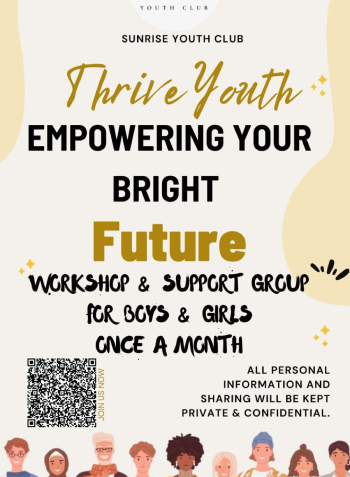 YOUTH CLUB
SUNRISE YOUTH CLUB
Thrive Youth
EMPOWERING YOUR
BRIGHT
Future
WORKSHOP & SUPPORT GROUP
FOR BOYS & GIRLS
ONCE A MONTH
JOIN US NOW
ALL PERSONAL
INFORMATION AND
SHARING WILL BE KEPT
PRIVATE & CONFIDENTIAL.